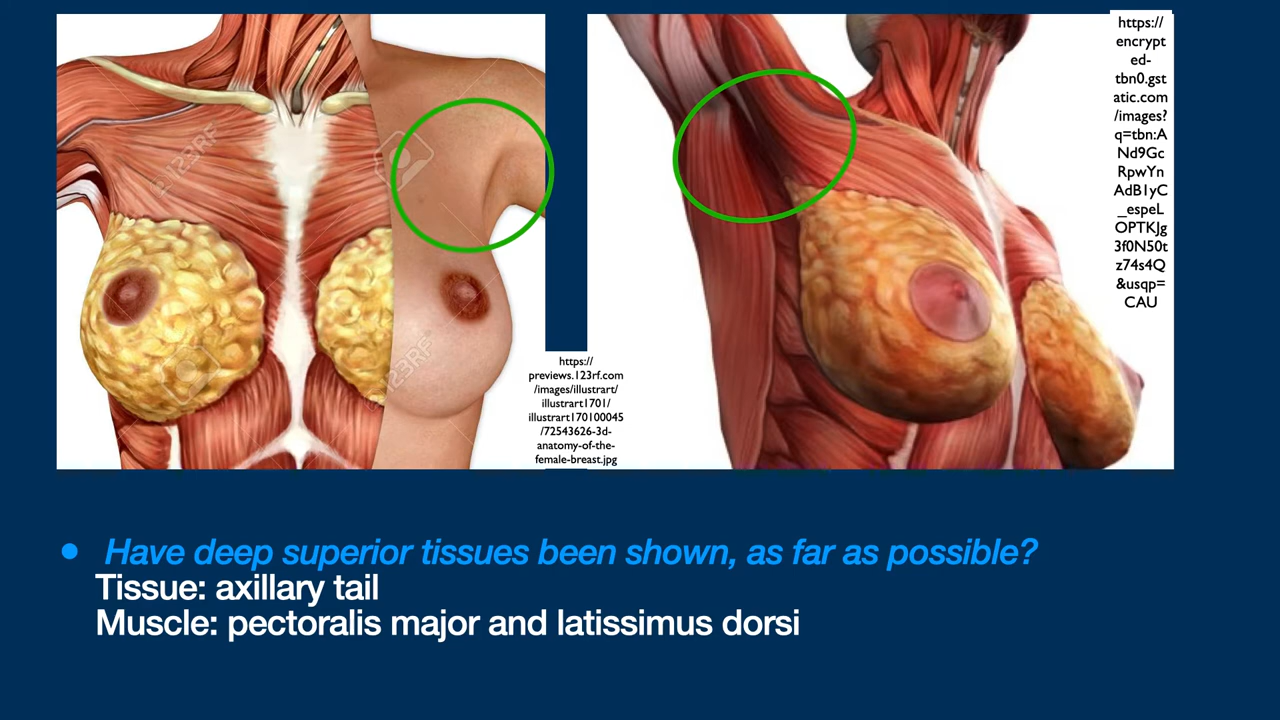 https://
encrypt
ed-
tbn0.gst
atic.com
/images?
q=tbn:A
Nd9Gc
RpwYn
AdB1yC
_espeL
OPTKJg
3f0N50t
z74s4Q
&usqp=
CAU
123RF
123RF
https://
previews.123rf.com
/images/illustrart/
illustrart1701/
illustrart170100045
/72543626-3d-
anatomy-of-the-
female-breast.jpg
• Have deep superior tissues been shown, as far as possible?
Tissue: axillary tail
Muscle: pectoralis major and latissimus dorsi